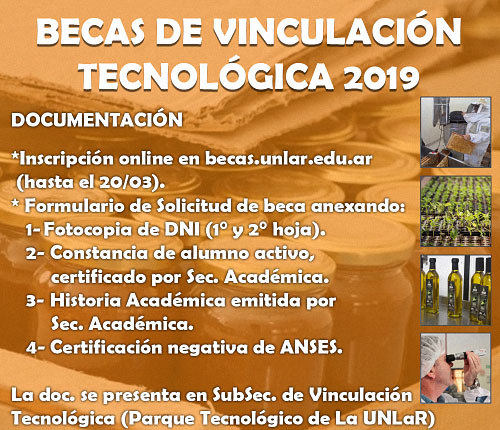 BECAS DE VINCULACIÓN
TECNOLÓGICA 2019
DOCUMENTACIÓN
*Inscripción online en becas.unlar.edu.ar
(hasta el 20/03).
* Formulario de Solicitud de beca anexando:
1- Fotocopia de DNI (1° y 2° hoja).
2- Constancia de alumno activo,
certificado por Sec. Académica.
3- Historia Académica emitida por
Sec. Académica.
4- Certificación negativa de ANSES.
La doc. se presenta en SubSec. de Vinculación
Tecnológica (Parque Tecnológico de La UNLaR)